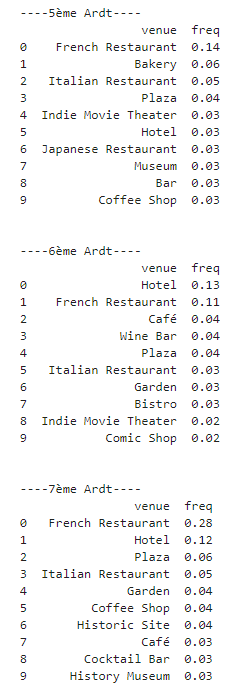 ----5ème Ardt----
venue freq
0 French Restaurant 0.14
1 Bakery 0.06
2 Italian Restaurant 0.05
3 Plaza 0.04
4 Indie Movie Theater 0.03
5 Hotel 0.03
6 Japanese Restaurant 0.03
7 Museum 0.03
8 Bar 0.03
9 Coffee Shop 0.03
----6ème Ardt----
venue freq
0 Hotel 0.13
1 French Restaurant 0.11
2 Café 0.04
3 Wine Bar 0.04
4 Plaza 0.04
5 Italian Restaurant 0.03
6 Garden 0.03
7 Bistro 0.03
8 Indie Movie Theater 0.02
9 Comic Shop 0.02
----7ème Ardt----
venue freq
0 French Restaurant 0.28
1 Hotel 0.12
2 Plaza 0.06
3 Italian Restaurant 0.05
4 Garden 0.04
5 Coffee Shop 0.04
6 Historic Site 0.04
7 Café 0.03
8 Cocktail Bar 0.03
9 History Museum 0.03